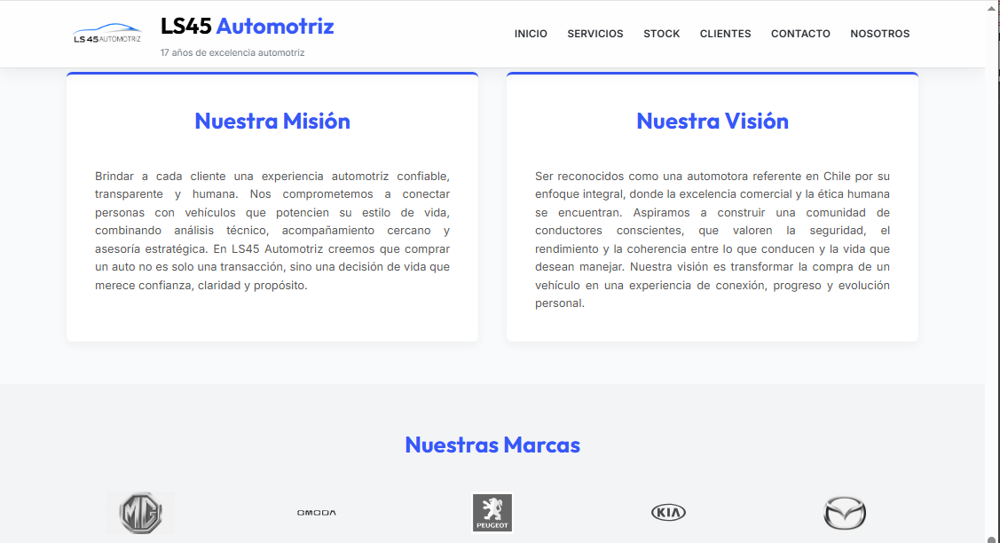 LS45 AUTOMOTRIZ
LS45 Automotriz
17 años de excelencia automotriz
INICIO SERVICIOS STOCK CLIENTES CONTACTO NOSOTROS
Nuestra Misión
Brindar a cada cliente una experiencia automotriz confiable,
transparente y humana. Nos comprometemos a conectar
personas con vehículos que potencien su estilo de vida,
combinando análisis técnico, acompañamiento cercano y
asesoría estratégica. En LS45 Automotriz creemos que comprar
un auto no es solo una transacción, sino una decisión de vida que
merece confianza, claridad y propósito.
Nuestra Visión
Ser reconocidos como una automotora referente en Chile por su
enfoque integral, donde la excelencia comercial y la ética humana
se encuentran. Aspiramos a construir una comunidad de
conductores conscientes, que valoren la seguridad, el
rendimiento y la coherencia entre lo que conducen y la vida que
desean manejar. Nuestra visión es transformar la compra de un
vehículo en una experiencia de conexión, progreso y evolución
personal.
Nuestras Marcas
MG
OMODA
PEUGEOT
KIA